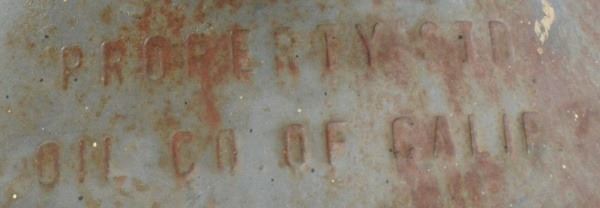 PROPERTY STD
OIL CO OF CALIF